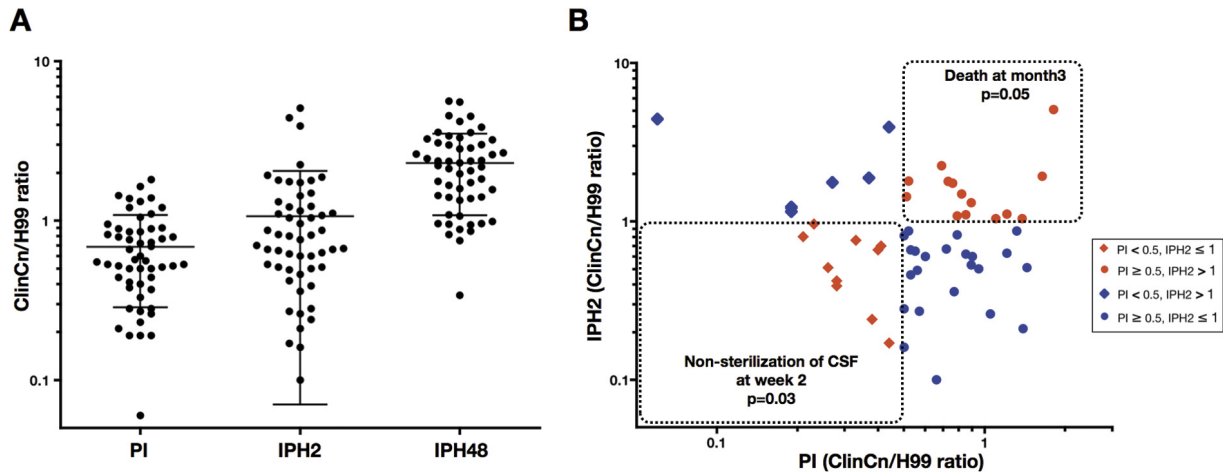 A
ClinCn/H99 ratio
10
1
0.1
PI
IPH2
IPH48
B
IPH2 (ClinCn/H99 ratio)
10
1
0.1
Death at month3
p=0.05
Non-sterilization of CSF
at week 2
p=0.03
0.1
1
PI (ClinCn/H99 ratio)
PI < 0.5, IPH2 ≤ 1
PI ≥ 0.5, IPH2 > 1
PI < 0.5, IPH2 > 1
PI ≥ 0.5, IPH2 ≤ 1